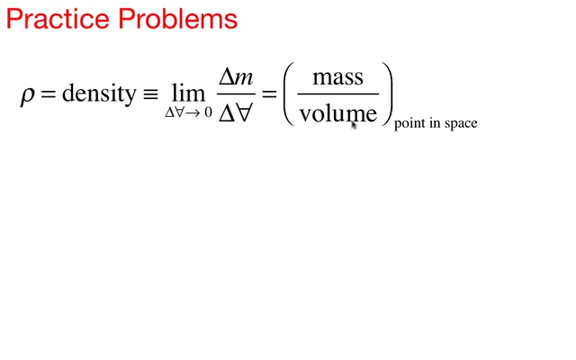 Practice Problems
ρ = density ≡ lim Δ∀→0 Δm/Δ∀ = (mass/volume) point in space